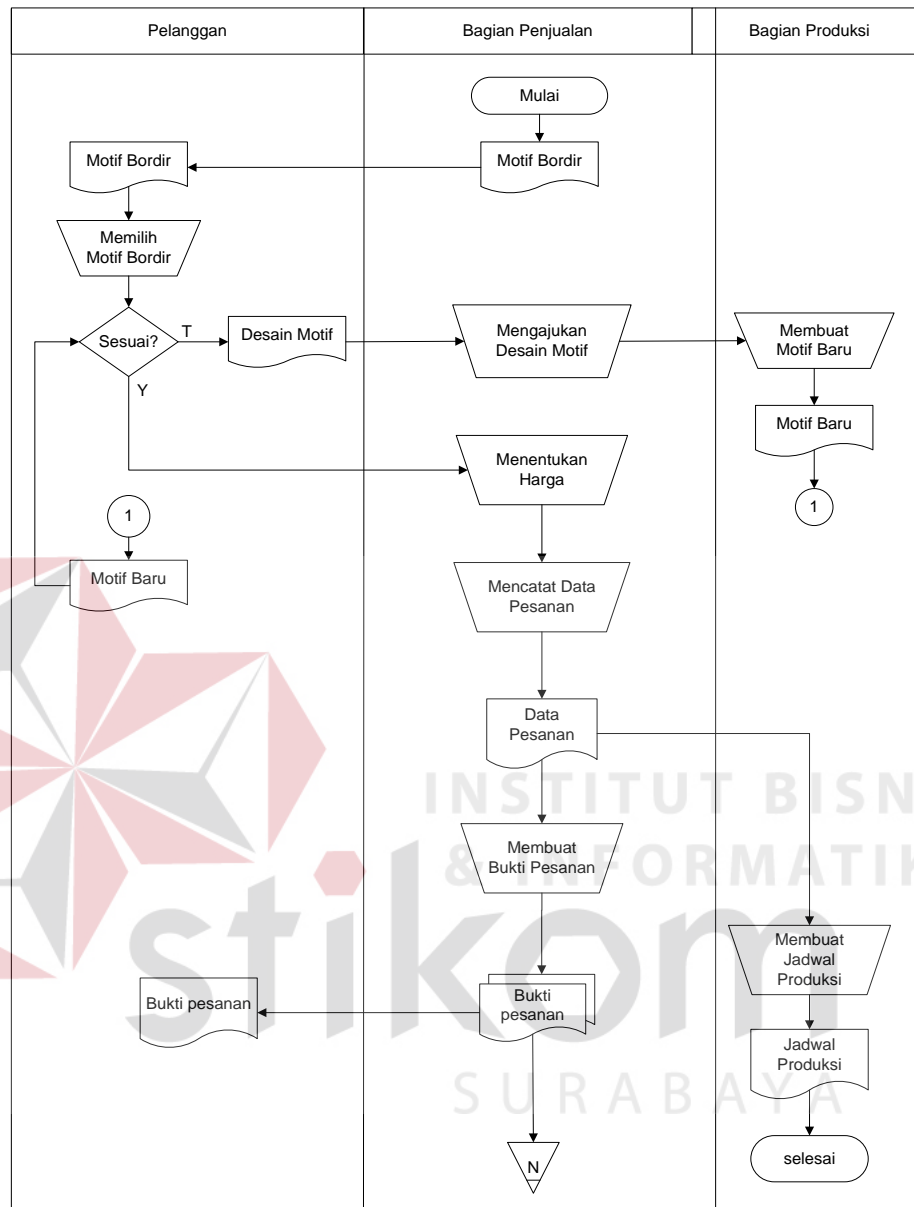 Pelanggan
Bagian Penjualan
Bagian Produksi
Mulai
Motif Bordir
Motif Bordir
Memilih
Motif Bordir
Sesuai?
T
Y
Desain Motif
Mengajukan
Desain Motif
Membuat
Motif Baru
Motif Baru
1
Menentukan
Harga
1
Motif Baru
Mencatat Data
Pesanan
Data
Pesanan
INSTITUT BISN
& INFORMATIK
Membuat
Bukti Pesanan
stikom
Membuat
Jadwal
Produksi
Bukti pesanan
Bukti
pesanan
Jadwal
Produksi
SURABAYA
N
selesai